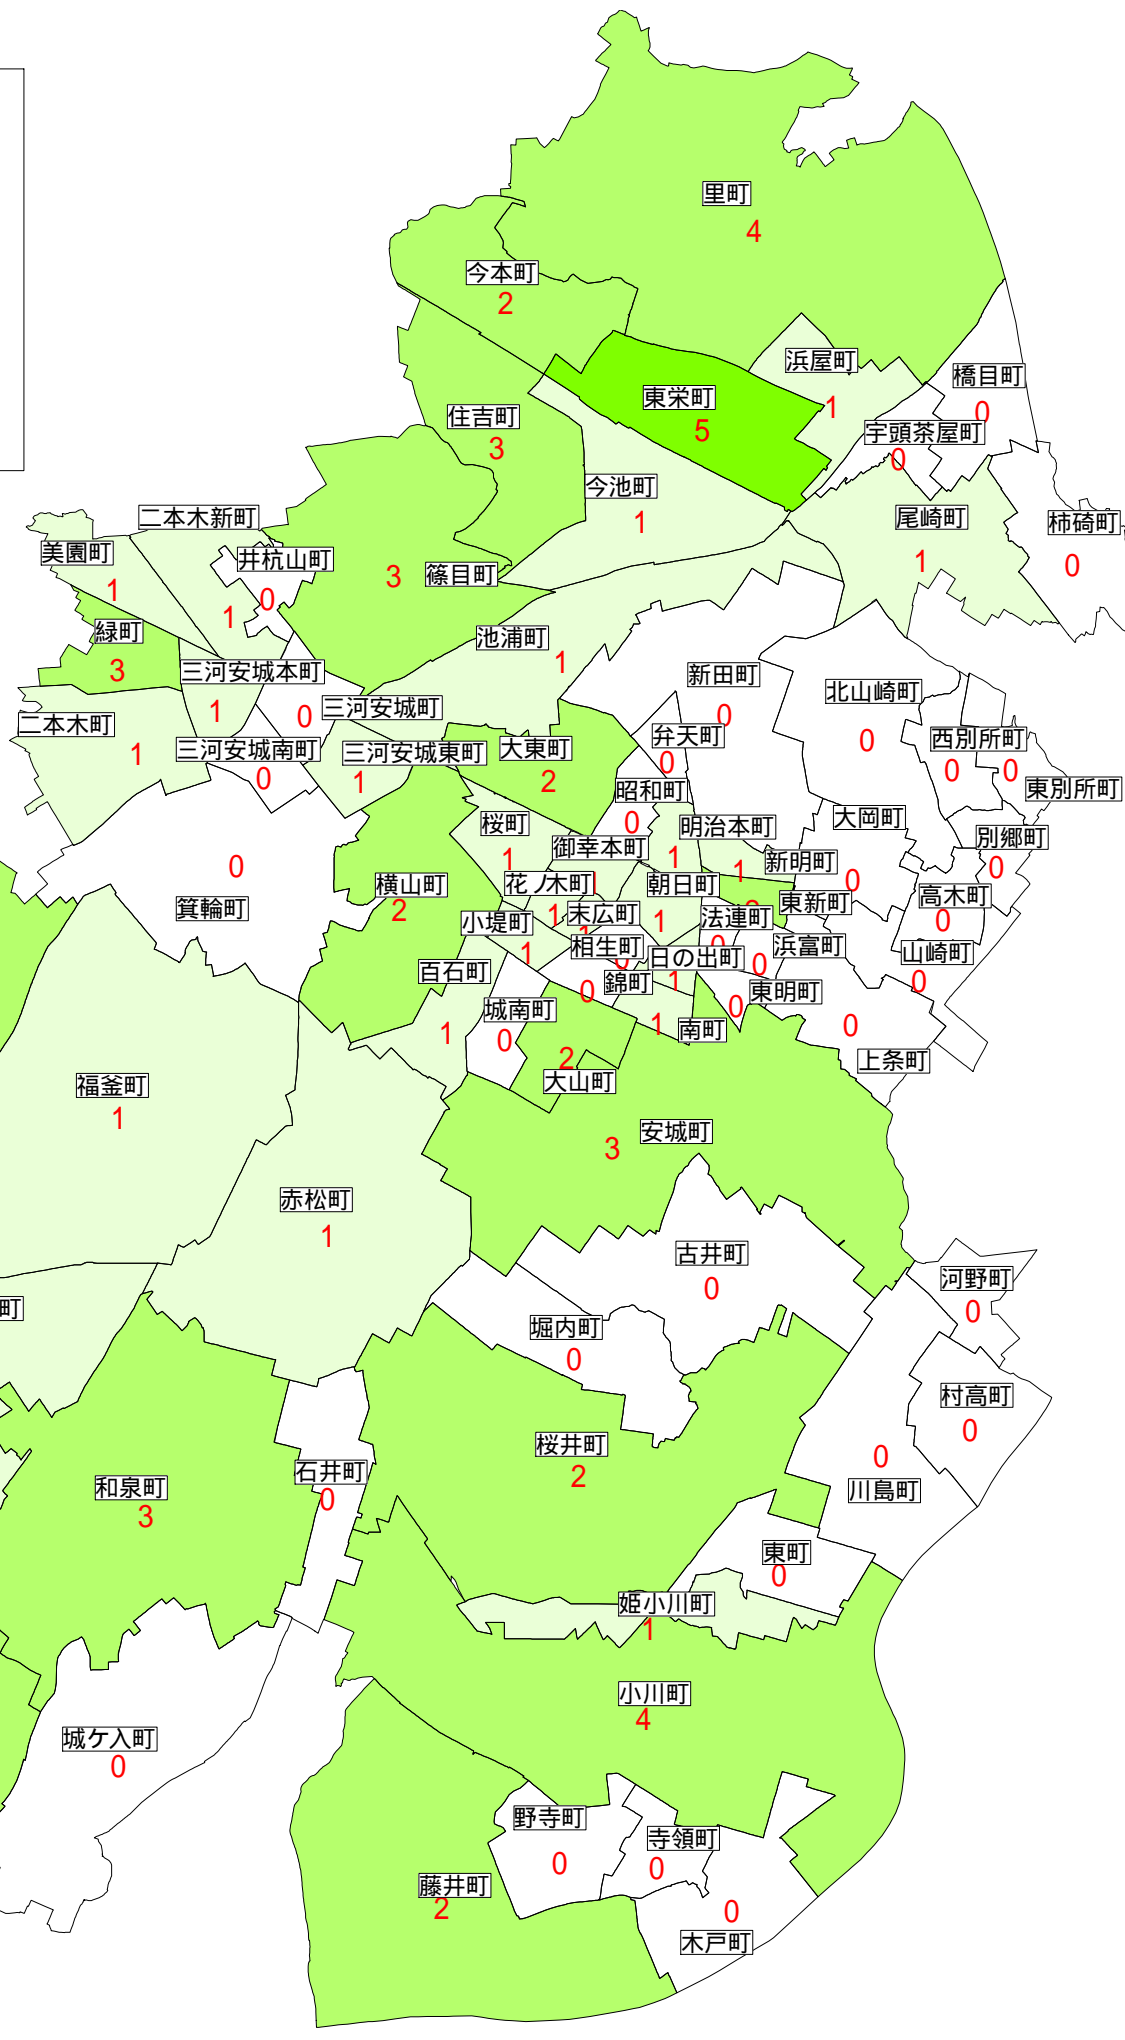 里町
4
今本町
2
浜屋町
1
橋目町
0
東栄町
5
住吉町
3
宇頭茶屋町
0
今池町
1
尾崎町
1
柿碕町
0
二本木新町
1
美園町
1
井杭山町
0
篠目町
3
緑町
3
池浦町
1
三河安城本町
1
新田町
0
北山崎町
0
三河安城町
0
二本木町
1
三河安城南町
0
三河安城東町
1
大東町
2
弁天町
0
西別所町
0
東別所町
0
昭和町
0
桜町
1
御幸本町
1
明治本町
1
大岡町
0
別郷町
0
新明町
1
箕輪町
0
横山町
2
花ノ木町
1
朝日町
1
東新町
高木町
0
小堤町
1
末広町
法連町
0
浜富町
0
相生町
0
日の出町
1
山崎町
0
百石町
1
錦町
0
東明町
0
城南町
0
南町
1
上条町
0
大山町
2
福釜町
1
安城町
3
赤松町
1
古井町
0
河野町
0
町
堀内町
0
村高町
0
桜井町
2
川島町
0
和泉町
3
石井町
0
東町
0
姫小川町
1
小川町
4
城ケ入町
0
野寺町
0
寺領町
0
藤井町
2
木戸町
0